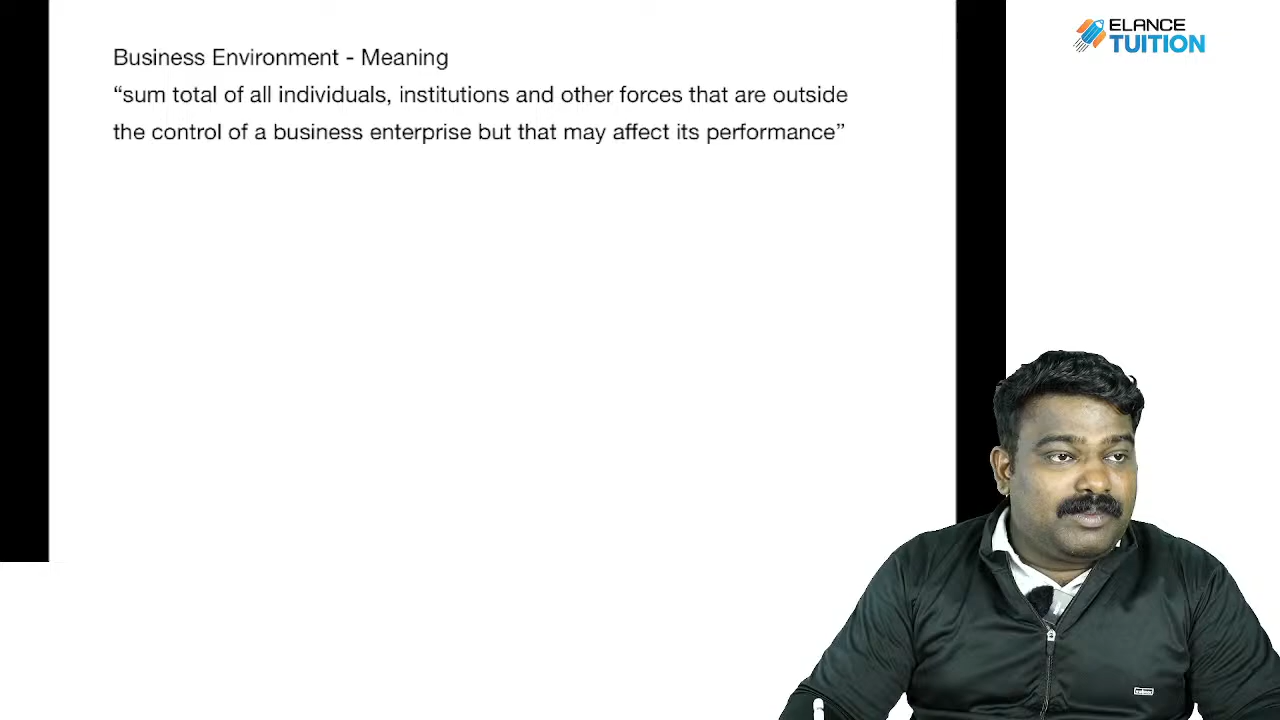 Business Environment - Meaning
“sum total of all individuals, institutions and other forces that are outside
the control of a business enterprise but that may affect its performance”
ELANCE
TUITION